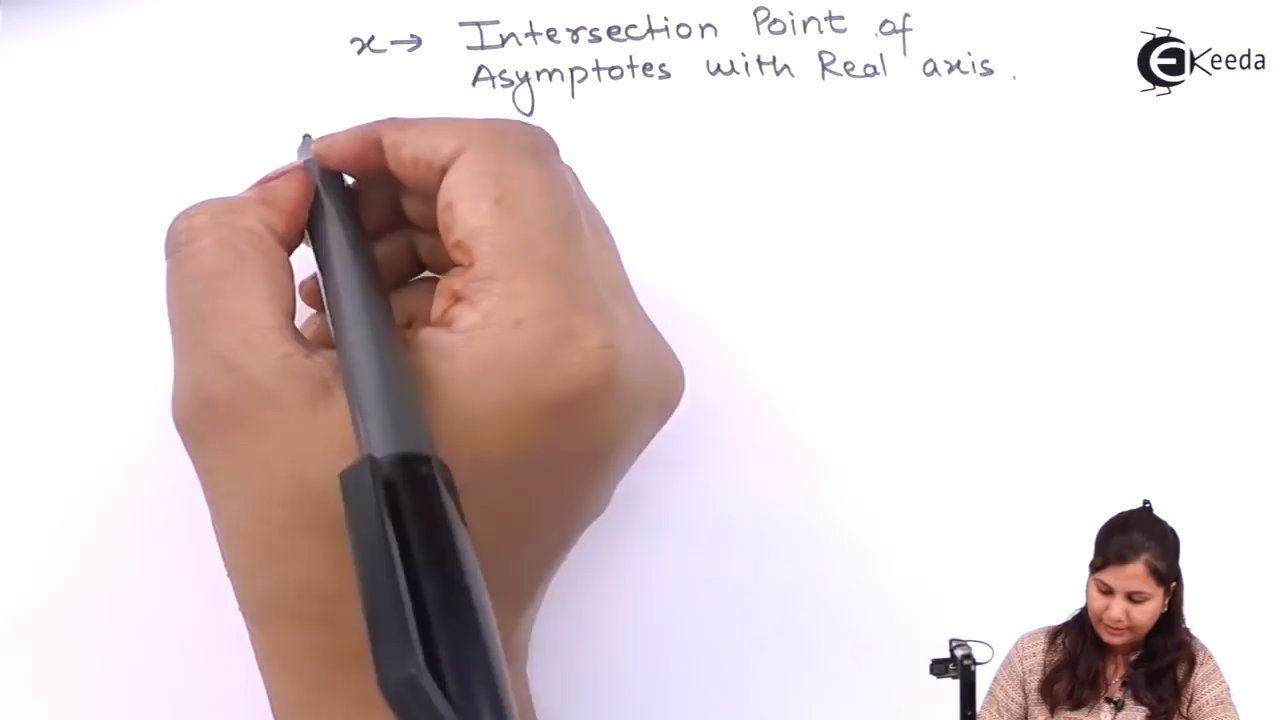 x → Intersection Point of
Asymptotes with Real axis.
EKeeda